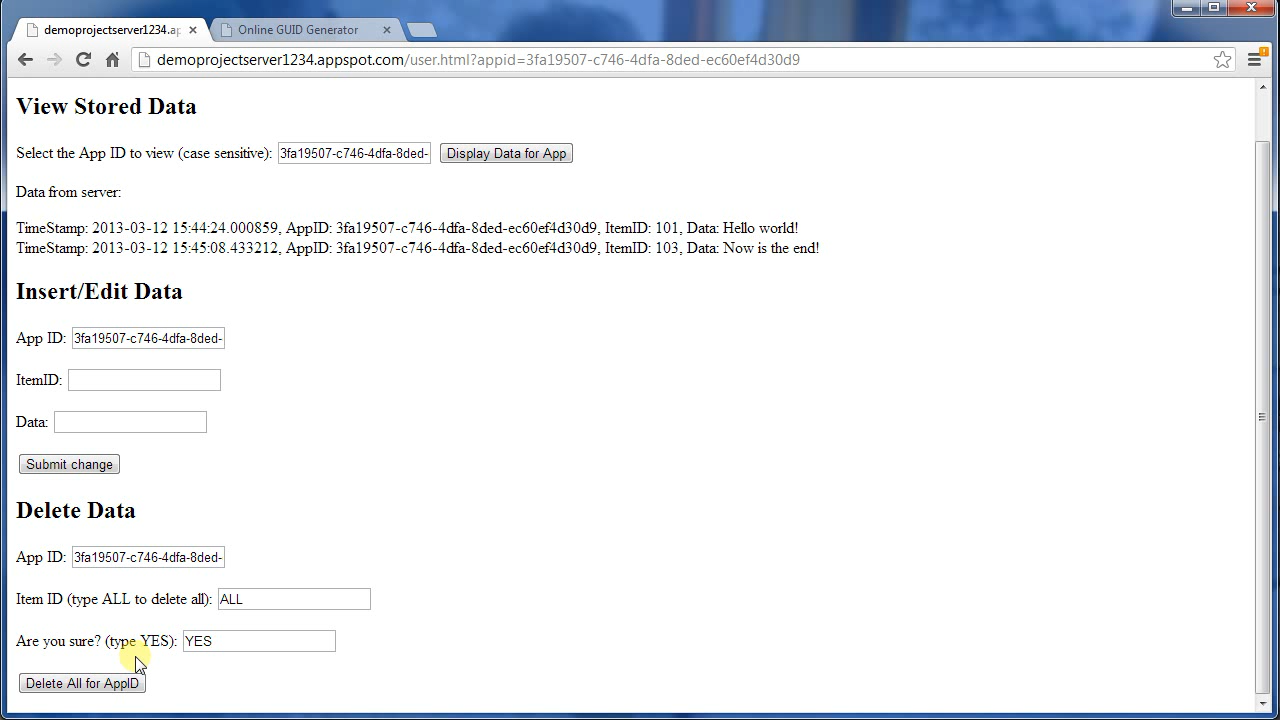 demoprojectserver1234.ap
Online GUID Generator
demoprojectserver1234.appspot.com/user.html?appid=3fa19507-c746-4dfa-8ded-ec60ef4d30d9
View Stored Data
Select the App ID to view (case sensitive): 3fa19507-c746-4dfa-8ded- Display Data for App
Data from server:
TimeStamp: 2013-03-12 15:44:24.000859, AppID: 3fa19507-c746-4dfa-8ded-ec60ef4d30d9, ItemID: 101, Data: Hello world!
TimeStamp: 2013-03-12 15:45:08.433212, AppID: 3fa19507-c746-4dfa-8ded-ec60ef4d30d9, ItemID: 103, Data: Now is the end!
Insert/Edit Data
App ID: 3fa19507-c746-4dfa-8ded-
ItemID:
Data:
Submit change
Delete Data
App ID: 3fa19507-c746-4dfa-8ded-
Item ID (type ALL to delete all): ALL
Are you sure? (type YES): YES
Delete All for AppID